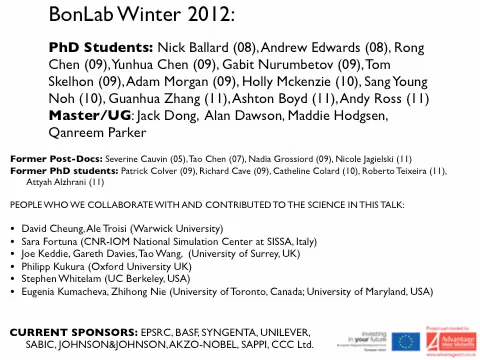 BonLab Winter 2012:
PhD Students: Nick Ballard (08), Andrew Edwards (08), Rong
Chen (09), Yunhua Chen (09), Gabit Nurumbetov (09), Tom
Skelhon (09), Adam Morgan (09), Holly Mckenzie (10), Sang Young
Noh (10), Guanhua Zhang (11), Ashton Boyd (11), Andy Ross (11)
Master/UG: Jack Dong, Alan Dawson, Maddie Hodgsen,
Qanreem Parker
Former Post-Docs: Severine Cauvin (05), Tao Chen (07), Nadia Grossiord (09), Nicole Jagielski (11)
Former PhD students: Patrick Colver (09), Richard Cave (09), Catheline Colard (10), Roberto Teixeira (11),
Attyah Alzhrani (11)
PEOPLE WHO WE COLLABORATE WITH AND CONTRIBUTED TO THE SCIENCE IN THIS TALK:
• David Cheung, Ale Troisi (Warwick University)
• Sara Fortuna (CNR-IOM National Simulation Center at SISSA, Italy)
• Joe Keddie, Gareth Davies, Tao Wang, (University of Surrey, UK)
• Philipp Kukura (Oxford University UK)
• Stephen Whitelam (UC Berkeley, USA)
• Eugenia Kumacheva, Zhihong Nie (University of Toronto, Canada; University of Maryland, USA)
CURRENT SPONSORS: EPSRC, BASF, SYNGENTA, UNILEVER,
SABIC, JOHNSON&JOHNSON, AKZO-NOBEL, SAPPI, CCC Ltd.
investing
in your future
Advantage
West Midlands